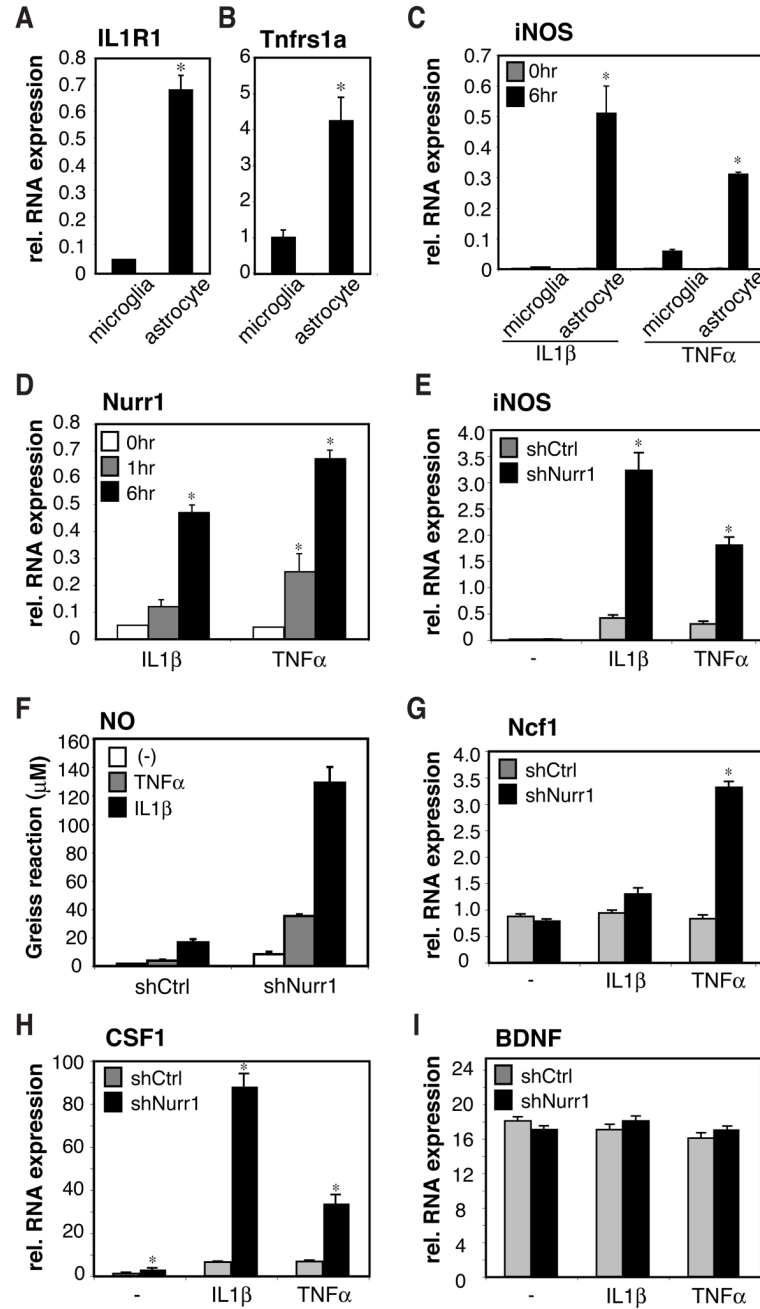 A
IL1R1
rel. RNA expression
0.8
0.7
0.6
0.5
0.4
0.3
0.2
0.1
0
*
microglia
astrocyte
B
Tnfrs1a
6
5
4
3
2
1
0
*
microglia
astrocyte
C
iNOS
rel. RNA expression
0.7
0.6
0.5
0.4
0.3
0.2
0.1
0
0hr
6hr
*
*
microglia
astrocyte
microglia
astrocyte
IL1β
TNFα
D
Nurr1
rel. RNA expression
0.8
0.7
0.6
0.5
0.4
0.3
0.2
0.1
0
0hr
1hr
6hr
*
*
*
IL1β
TNFα
E
iNOS
rel. RNA expression
4.0
3.5
3.0
2.5
2.0
1.5
1.0
0.5
0
shCtrl
shNurr1
*
*
-
IL1β
TNFα
F
NO
Greiss reaction (μM)
160
140
120
100
80
60
40
20
0
(-)
TNFα
IL1β
shCtrl
shNurr1
G
Ncf1
rel. RNA expression
4.0
3.5
3.0
2.5
2.0
1.5
1.0
0.5
0
shCtrl
shNurr1
*
-
IL1β
TNFα
H
CSF1
rel. RNA expression
100
80
60
40
20
0
shCtrl
shNurr1
*
*
*
-
IL1β
TNFα
I
BDNF
rel. RNA expression
24
20
16
12
8
4
0
shCtrl
shNurr1
-
IL1β
TNFα